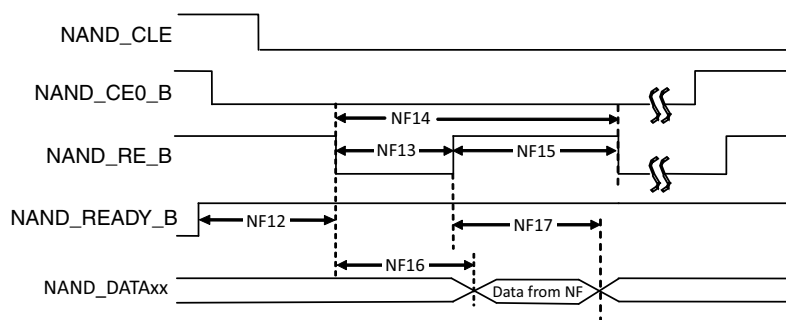 NAND_CLE
NAND_CE0_B
NF14
NAND_RE_B
NF13
NF15
NAND_READY_B
NF12
NF17
NF16
NAND_DATAxx
Data from NF